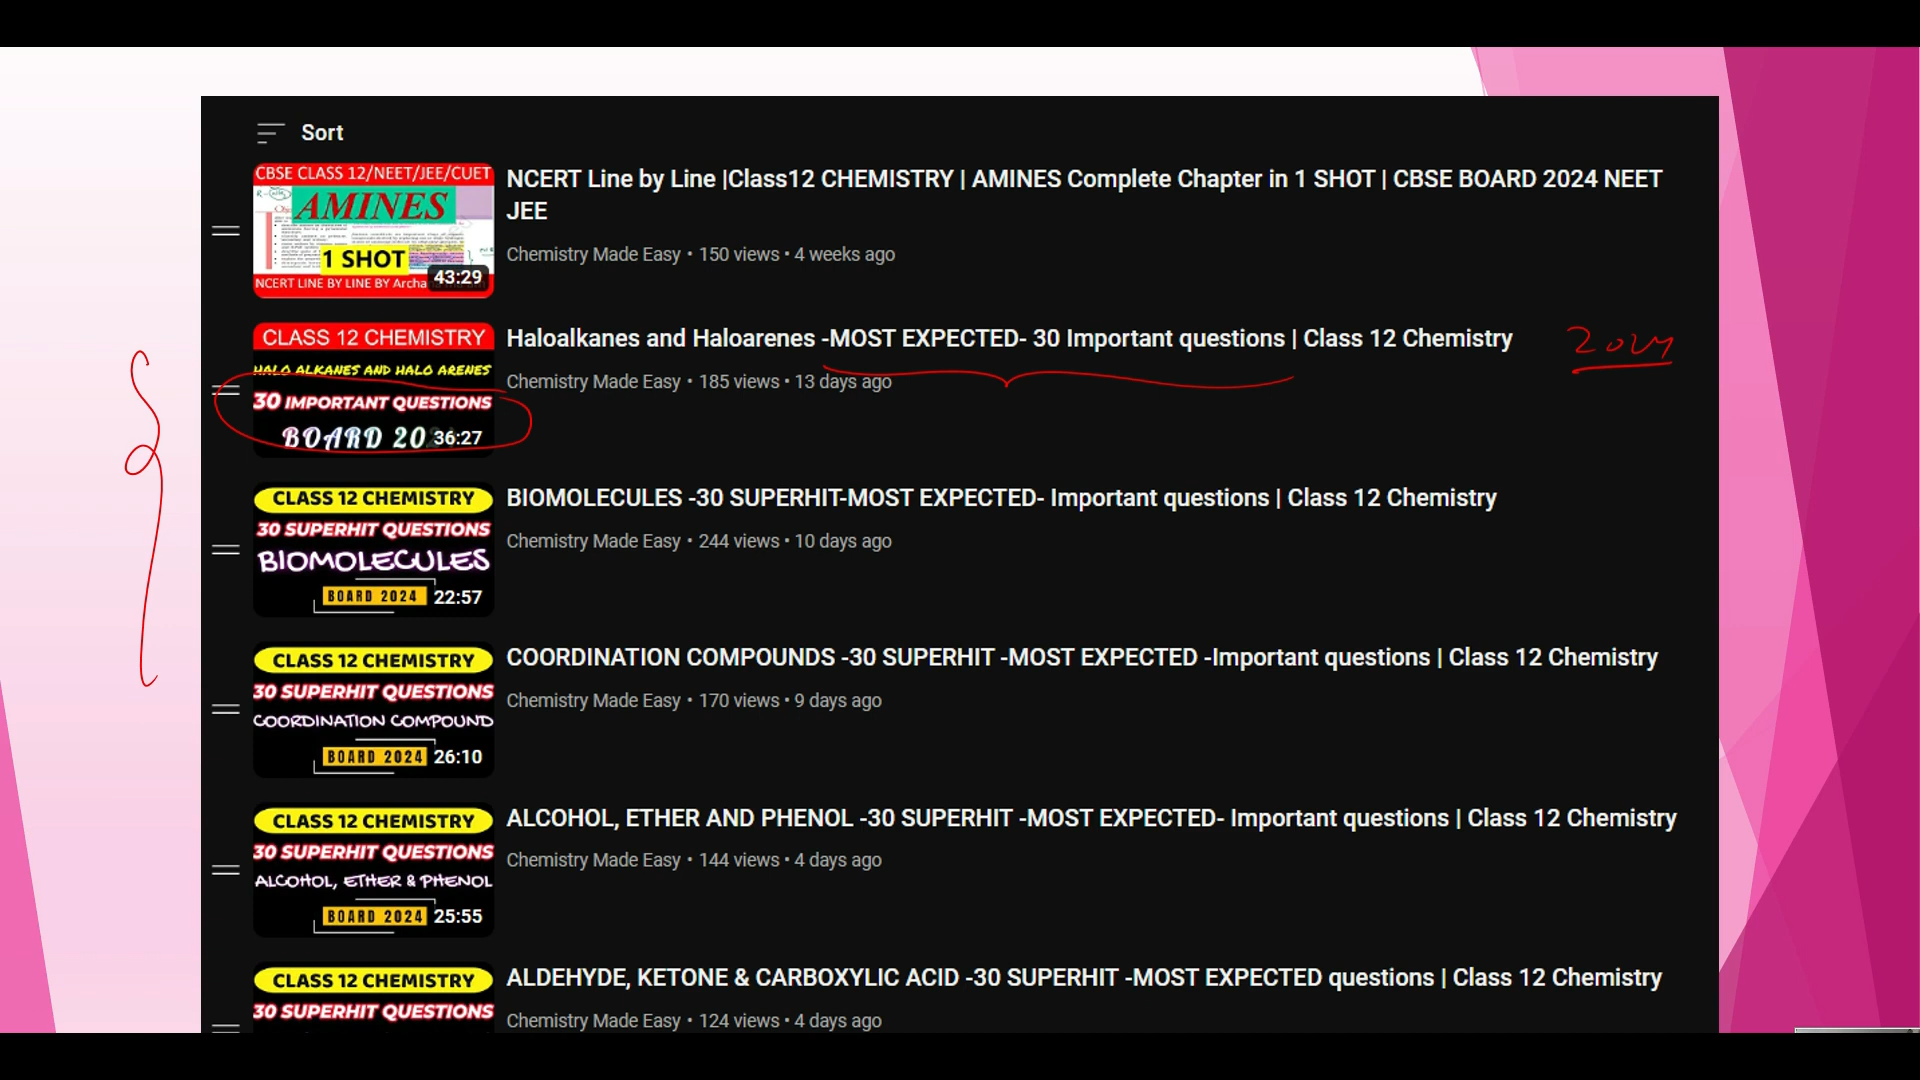 Sort
CBSE CLASS 12/NEET/JEE/CUET
AMINES
1 SHOT
43:29
NCERT LINE BY LINE BY Archa
NCERT Line by Line |Class12 CHEMISTRY | AMINES Complete Chapter in 1 SHOT | CBSE BOARD 2024 NEET
JEE
Chemistry Made Easy • 150 views • 4 weeks ago
CLASS 12 CHEMISTRY
HALO ALKANES AND HALO ARENES
30 IMPORTANT QUESTIONS
BOARD 20
36:27
Haloalkanes and Haloarenes -MOST EXPECTED- 30 Important questions | Class 12 Chemistry
2024
Chemistry Made Easy • 185 views • 13 days ago
CLASS 12 CHEMISTRY
30 SUPERHIT QUESTIONS
BIOMOLECULES
BOARD 2024
22:57
BIOMOLECULES -30 SUPERHIT-MOST EXPECTED- Important questions | Class 12 Chemistry
Chemistry Made Easy • 244 views • 10 days ago
CLASS 12 CHEMISTRY
30 SUPERHIT QUESTIONS
COORDINATION COMPOUND
BOARD 2024
26:10
COORDINATION COMPOUNDS -30 SUPERHIT -MOST EXPECTED -Important questions | Class 12 Chemistry
Chemistry Made Easy • 170 views • 9 days ago
CLASS 12 CHEMISTRY
30 SUPERHIT QUESTIONS
ALCOHOL, ETHER & PHENOL
BOARD 2024
25:55
ALCOHOL, ETHER AND PHENOL -30 SUPERHIT -MOST EXPECTED- Important questions | Class 12 Chemistry
Chemistry Made Easy • 144 views • 4 days ago
CLASS 12 CHEMISTRY
30 SUPERHIT QUESTIONS
ALDEHYDE, KETONE & CARBOXYLIC ACID -30 SUPERHIT -MOST EXPECTED questions | Class 12 Chemistry
Chemistry Made Easy • 124 views • 4 days ago